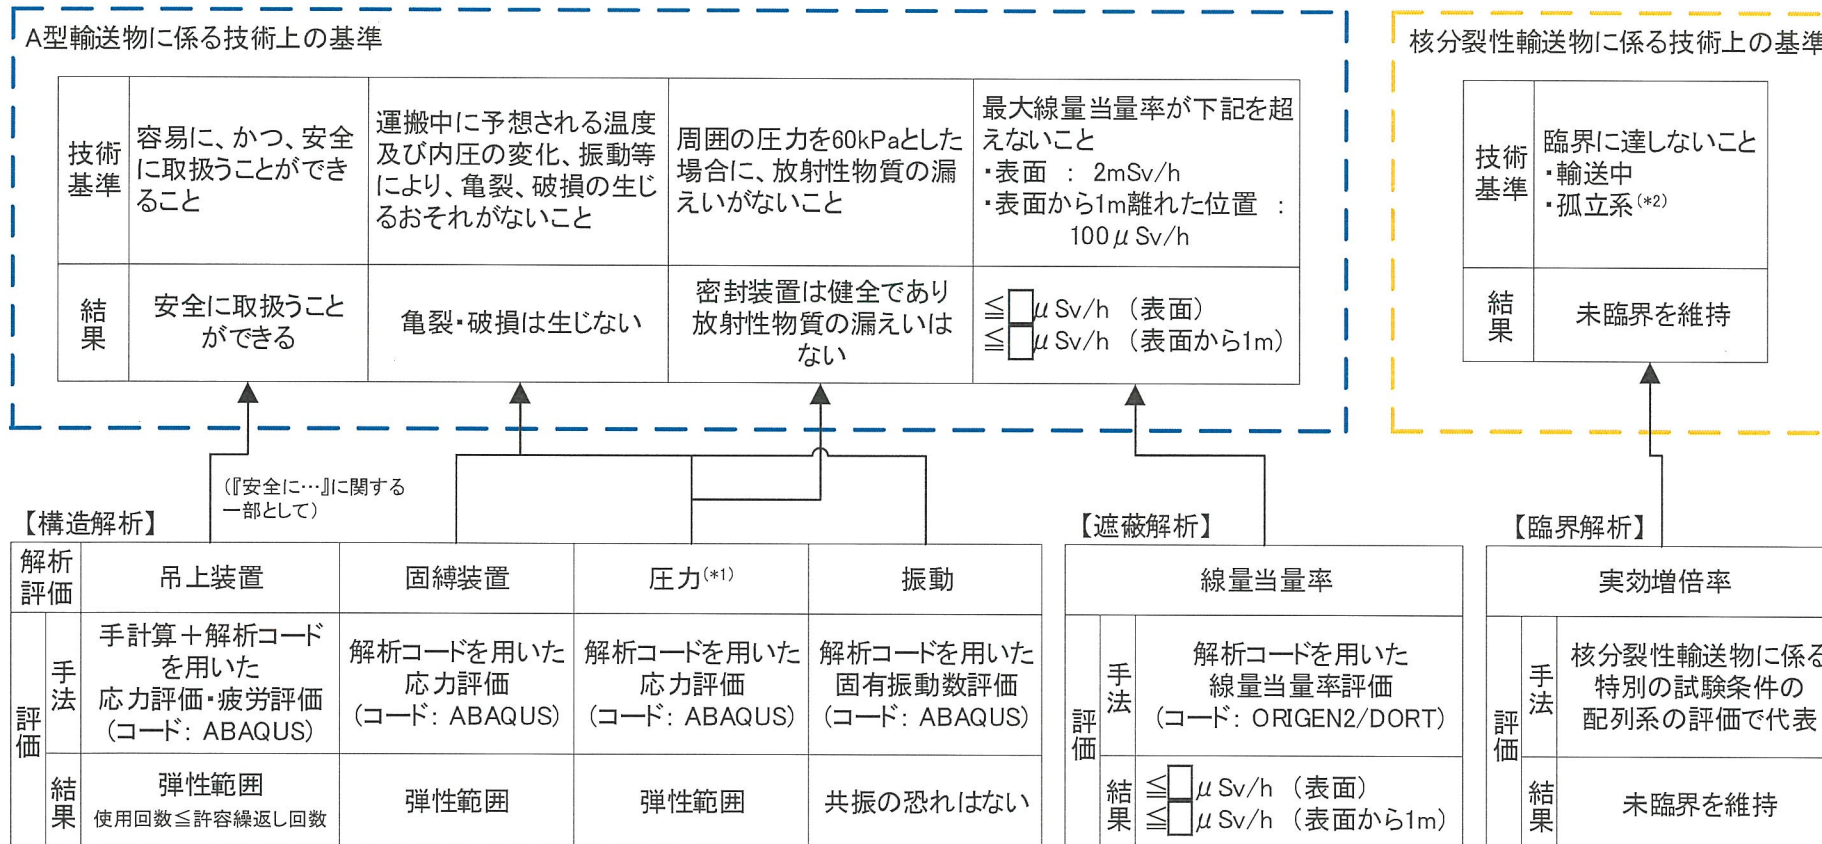 A型輸送物に係る技術上の基準
技術
基準
容易に、かつ、安全
に取扱うことができ
ること
運搬中に予想される温度
及び内圧の変化、振動等
により、亀裂、破損の生じ
るおそれがないこと
周囲の圧力を60kPaとした
場合に、放射性物質の漏
えいがないこと
最大線量当量率が下記を超
えないこと
・表面 : 2mSv/h
・表面から1m離れた位置 :
100μSv/h
結
果
安全に取扱うこと
ができる
亀裂・破損は生じない
密封装置は健全であり
放射性物質の漏えいは
ない
≦□μSv/h (表面)
≦□μSv/h (表面から1m)
核分裂性輸送物に係る技術上の基準
技術
基準
臨界に達しないこと
・輸送中
・孤立系(*2)
結
果
未臨界を維持
(『安全に…』に関する
一部として)
【構造解析】
解析
評価
吊上装置
固縛装置
圧力(*1)
振動
評
価
手
法
手計算+解析コード
を用いた
応力評価・疲労評価
(コード: ABAQUS)
解析コードを用いた
応力評価
(コード: ABAQUS)
解析コードを用いた
応力評価
(コード: ABAQUS)
解析コードを用いた
固有振動数評価
(コード: ABAQUS)
結
果
弾性範囲
使用回数≦許容繰返し回数
弾性範囲
弾性範囲
共振の恐れはない
【遮蔽解析】
線量当量率
評
価
手
法
解析コードを用いた
線量当量率評価
(コード: ORIGEN2/DORT)
結
果
≦□μSv/h (表面)
≦□μSv/h (表面から1m)
【臨界解析】
実効増倍率
評
価
手
法
核分裂性輸送物に係る
特別の試験条件の
配列系の評価で代表
結
果
未臨界を維持